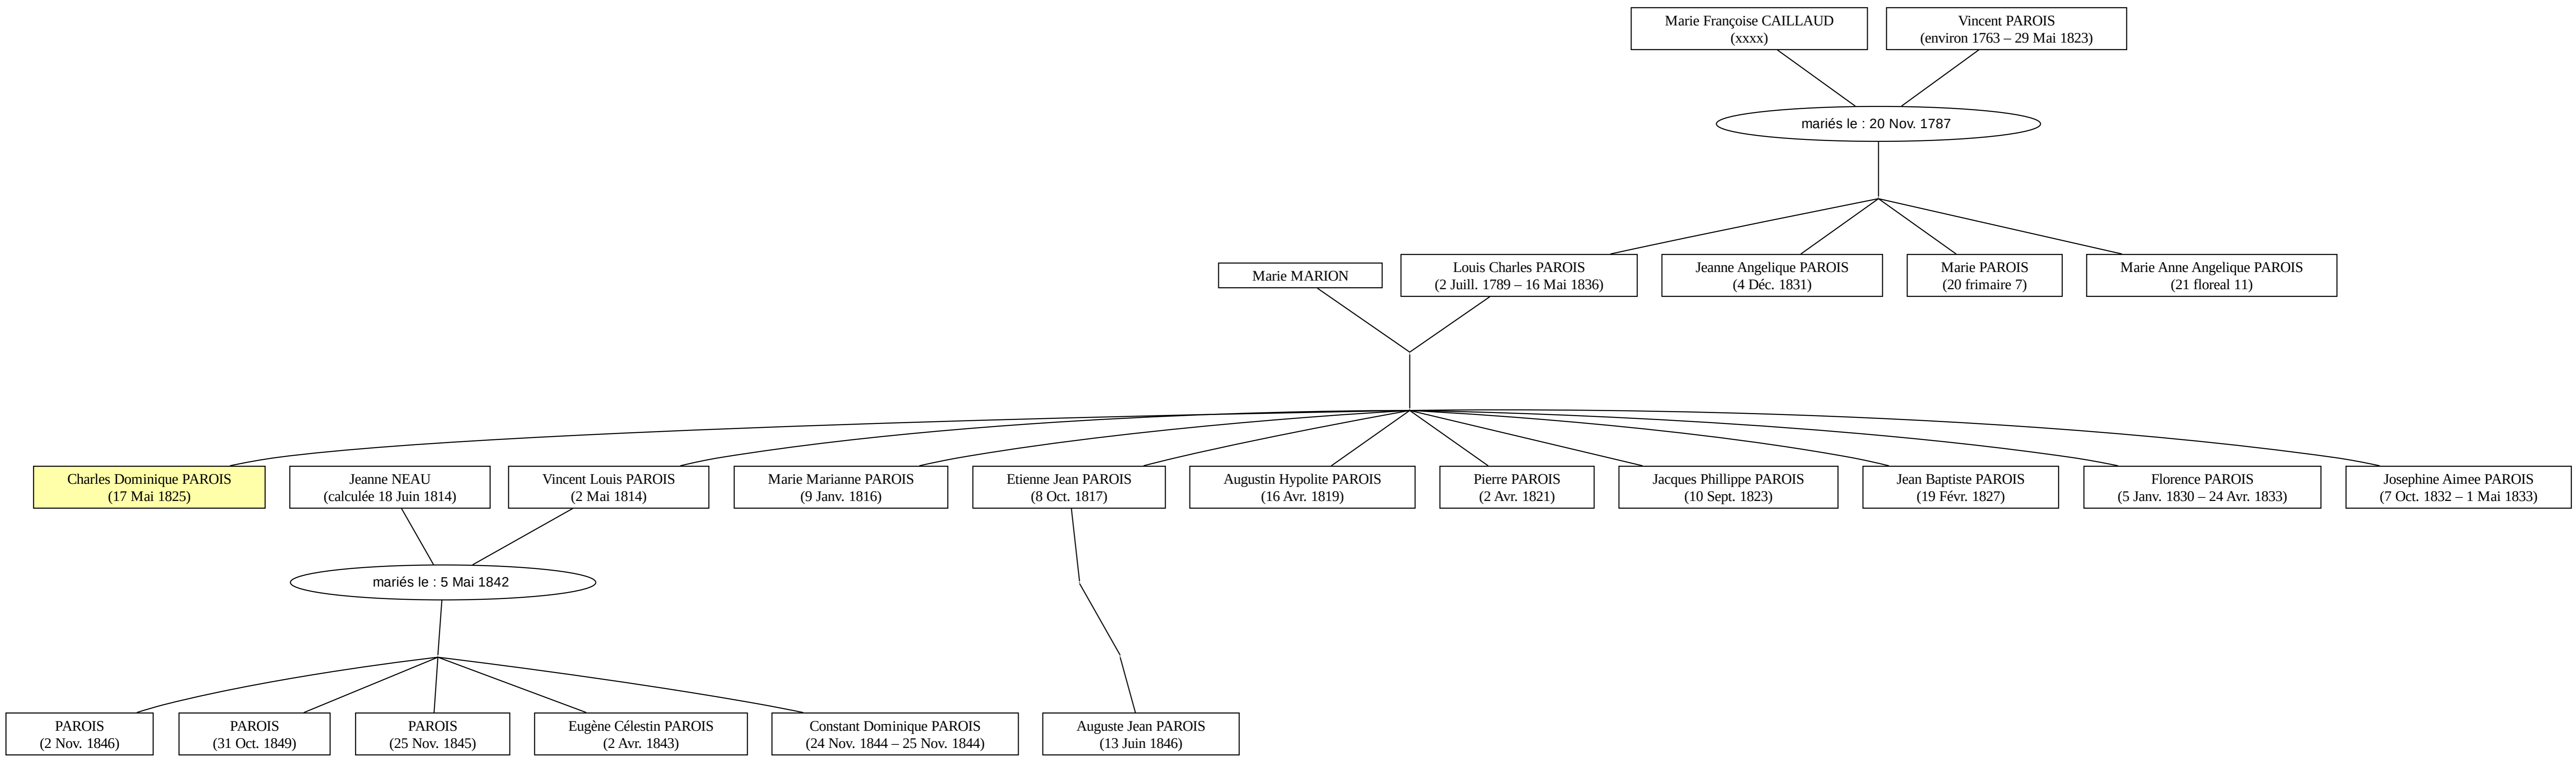 Marie Françoise CAILLAUD
(xxxx)
Vincent PAROIS
(environ 1763 – 29 Mai 1823)
mariés le : 20 Nov. 1787
Marie MARION
Louis Charles PAROIS
(2 Juill. 1789 – 16 Mai 1836)
Jeanne Angelique PAROIS
(4 Déc. 1831)
Marie PAROIS
(20 frimaire 7)
Marie Anne Angelique PAROIS
(21 floreal 11)
Charles Dominique PAROIS
(17 Mai 1825)
Jeanne NEAU
(calculée 18 Juin 1814)
Vincent Louis PAROIS
(2 Mai 1814)
Marie Marianne PAROIS
(9 Janv. 1816)
Etienne Jean PAROIS
(8 Oct. 1817)
Augustin Hypolite PAROIS
(16 Avr. 1819)
Pierre PAROIS
(2 Avr. 1821)
Jacques Phillippe PAROIS
(10 Sept. 1823)
Jean Baptiste PAROIS
(19 Févr. 1827)
Florence PAROIS
(5 Janv. 1830 – 24 Avr. 1833)
Josephine Aimee PAROIS
(7 Oct. 1832 – 1 Mai 1833)
mariés le : 5 Mai 1842
PAROIS
(2 Nov. 1846)
PAROIS
(31 Oct. 1849)
PAROIS
(25 Nov. 1845)
Eugène Célestin PAROIS
(2 Avr. 1843)
Constant Dominique PAROIS
(24 Nov. 1844 – 25 Nov. 1844)
Auguste Jean PAROIS
(13 Juin 1846)